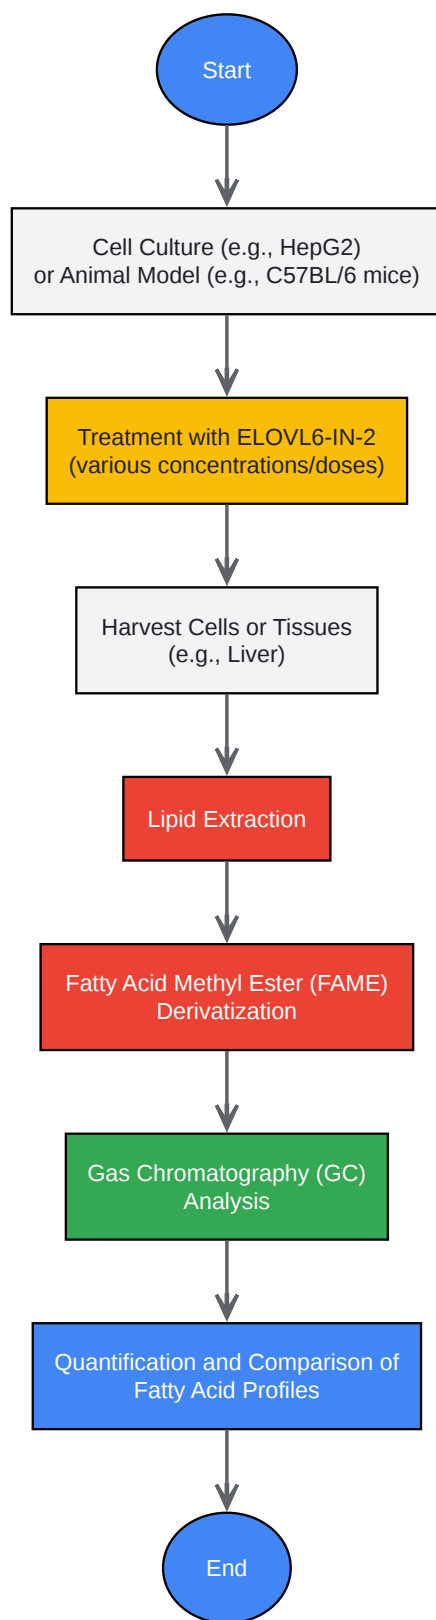 Start
Cell Culture (e.g., HepG2)
or Animal Model (e.g., C57BL/6 mice)
Treatment with ELOVL6-IN-2
(various concentrations/doses)
Harvest Cells or Tissues
(e.g., Liver)
Lipid Extraction
Fatty Acid Methyl Ester (FAME)
Derivatization
Gas Chromatography (GC)
Analysis
Quantification and Comparison of
Fatty Acid Profiles
End